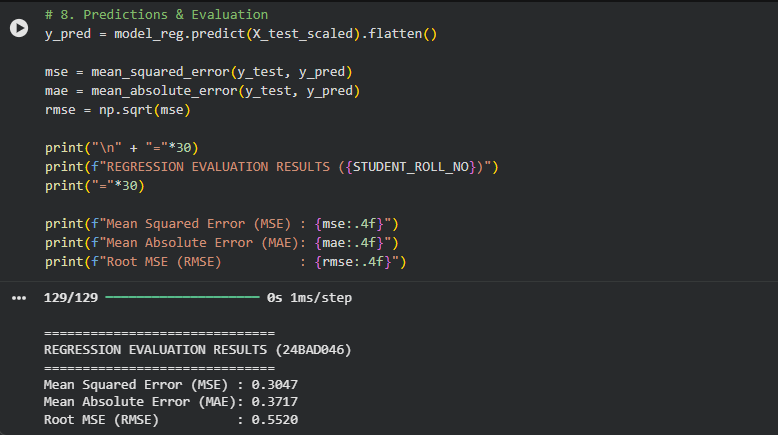 # 8. Predictions & Evaluation
y_pred = model_reg.predict(X_test_scaled).flatten()
mse = mean_squared_error(y_test, y_pred)
mae = mean_absolute_error(y_test, y_pred)
rmse = np.sqrt(mse)
print("\n" + "="*30)
print(f"REGRESSION EVALUATION RESULTS ({STUDENT_ROLL_NO})")
print("="*30)
print(f"Mean Squared Error (MSE) : {mse:.4f}")
print(f"Mean Absolute Error (MAE): {mae:.4f}")
print(f"Root MSE (RMSE)          : {rmse:.4f}")
129/129 ━━━━━━━━━━━━━━━━━━━━ 0s 1ms/step
==============================
REGRESSION EVALUATION RESULTS (24BAD046)
==============================
Mean Squared Error (MSE) : 0.3047
Mean Absolute Error (MAE): 0.3717
Root MSE (RMSE)          : 0.5520